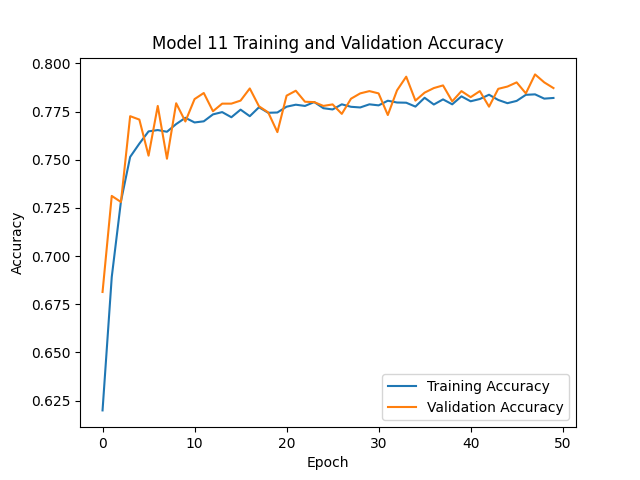 Model 11 Training and Validation Accuracy
0.800
0.775
0.750
0.725
0.700
0.675
0.650
0.625
Accuracy
0 10 20 30 40 50
Epoch
Training Accuracy
Validation Accuracy